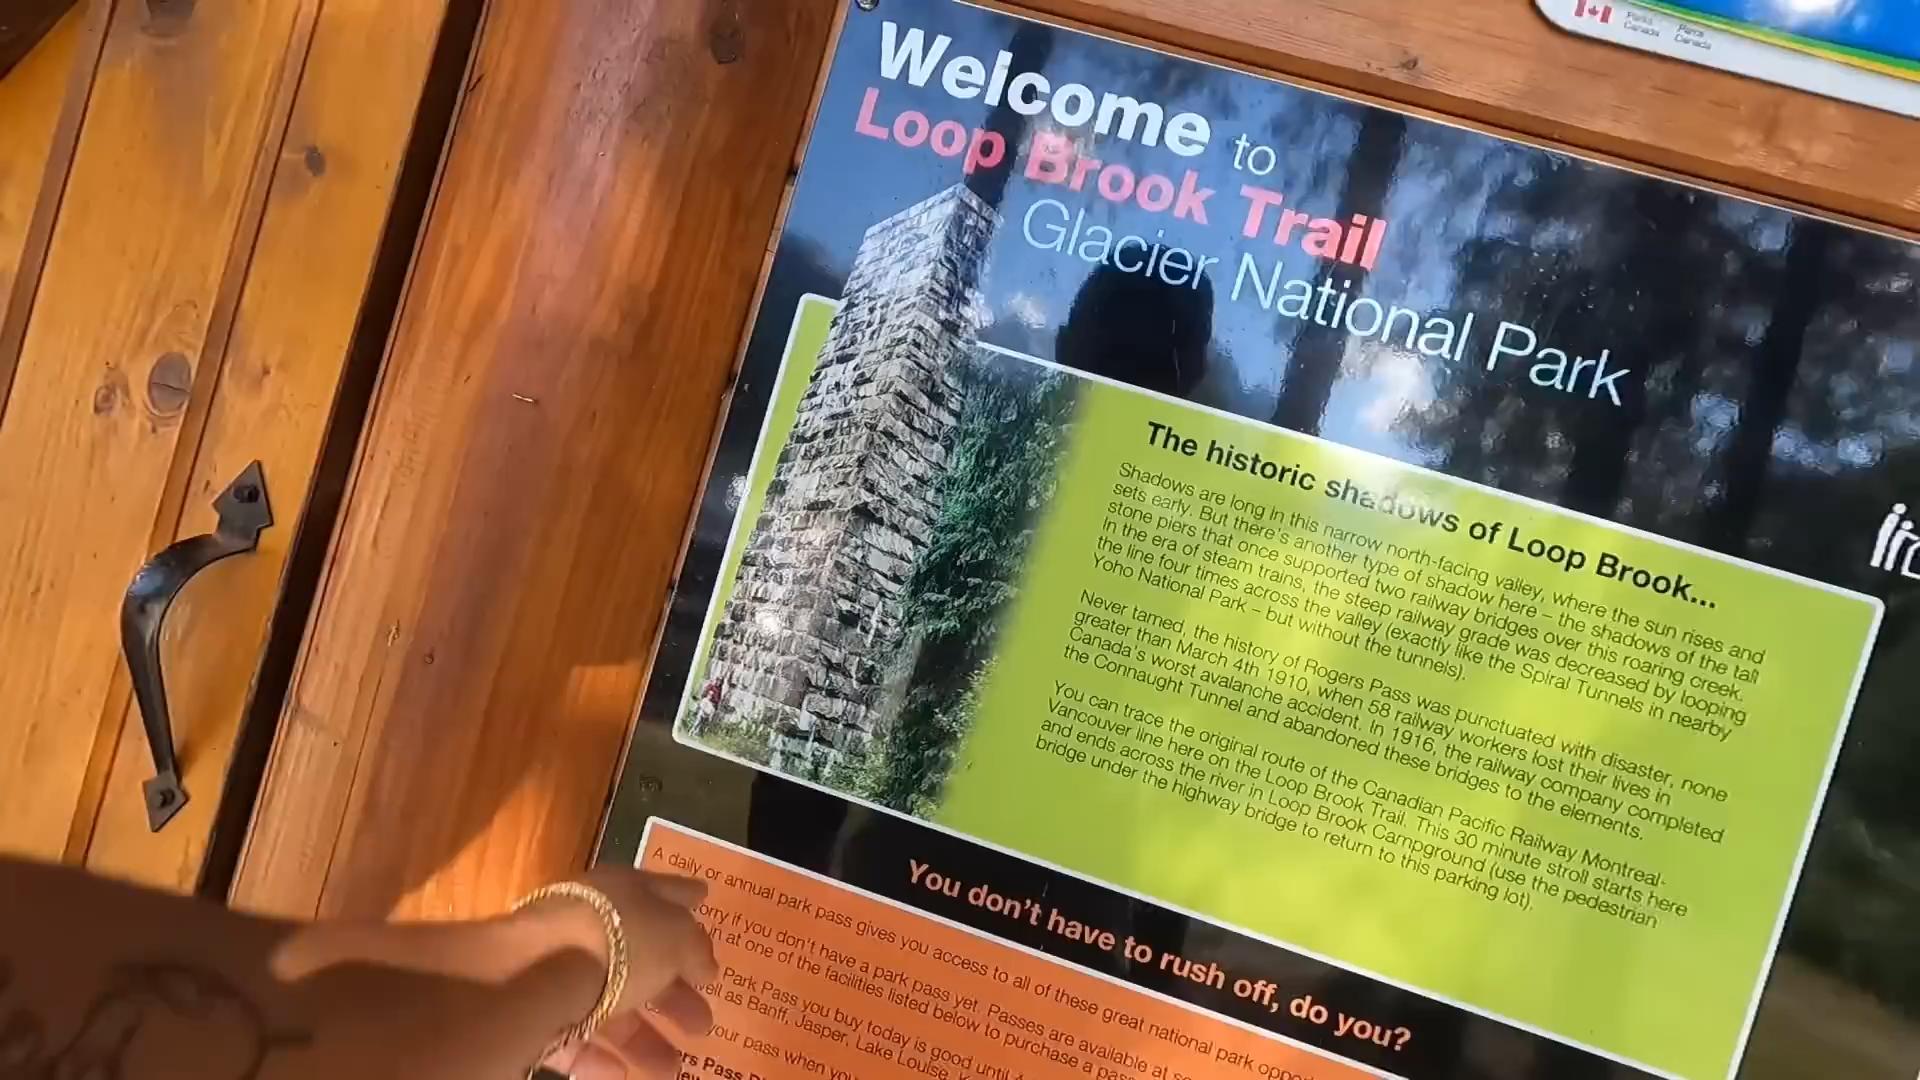 Parks Canada
Parcs Canada
Welcome to
Loop Brook Trail
Glacier National Park
The historic shadows of Loop Brook...
Shadows are long in this narrow north-facing valley, where the sun rises and
sets early. But there's another type of shadow here – the shadows of the tall
stone piers that once supported two railway bridges over this roaring creek.
In the era of steam trains, the steep railway grade was decreased by looping
the line four times across the valley (exactly like the Spiral Tunnels in nearby
Yoho National Park – but without the tunnels).
Never tamed, the history of Rogers Pass was punctuated with disaster, none
greater than March 4th 1910, when 58 railway workers lost their lives in
Canada's worst avalanche accident. In 1916, the railway company completed
the Connaught Tunnel and abandoned these bridges to the elements.
You can trace the original route of the Canadian Pacific Railway Montreal-
Vancouver line here on the Loop Brook Trail. This 30 minute stroll starts here
and ends across the river in Loop Brook Campground (use the pedestrian
bridge under the highway bridge to return to this parking lot).
You don't have to rush off, do you?
A daily or annual park pass gives you access to all of these great national park
if you don't have a park pass yet. Passes are available at
in at one of the facilities listed below to purchase a
Park Pass you buy today is good until
as Banff, Jasper, Lake Louise,
your pass when
Pass